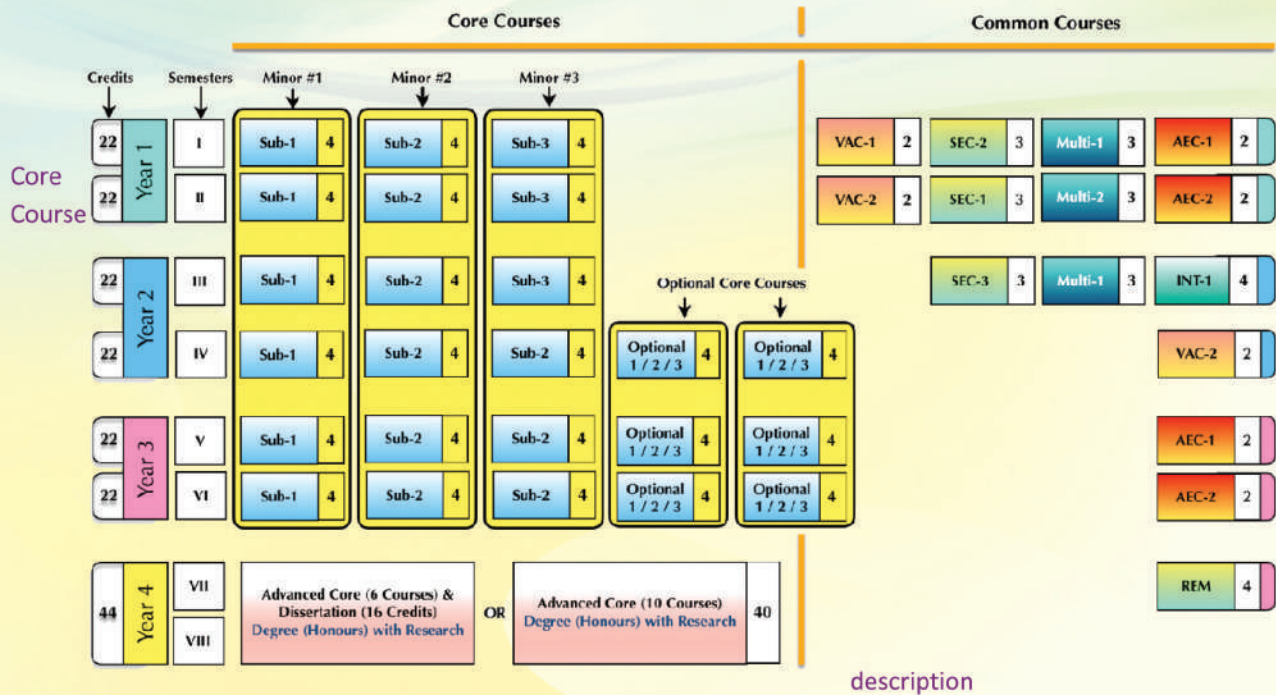 Core Courses
Common Courses
Credits Semesters Minor #1 Minor #2 Minor #3
Core
Course
22 Year 1 I Sub-1 4 Sub-2 4 Sub-3 4 VAC-1 2 SEC-2 3 Multi-1 3 AEC-1 2
22 II Sub-1 4 Sub-2 4 Sub-3 4 VAC-2 2 SEC-1 3 Multi-2 3 AEC-2 2
22 Year 2 III Sub-1 4 Sub-2 4 Sub-3 4 Optional Core Courses SEC-3 3 Multi-1 3 INT-1 4
22 IV Sub-1 4 Sub-2 4 Sub-2 4 Optional 1 / 2 / 3 4 Optional 1 / 2 / 3 4 VAC-2 2
22 Year 3 V Sub-1 4 Sub-2 4 Sub-2 4 Optional 1 / 2 / 3 4 Optional 1 / 2 / 3 4 AEC-1 2
22 VI Sub-1 4 Sub-2 4 Sub-2 4 Optional 1 / 2 / 3 4 Optional 1 / 2 / 3 4 AEC-2 2
44 Year 4 VII
VIII
Advanced Core (6 Courses) &
Dissertation (16 Credits)
Degree (Honours) with Research
OR
Advanced Core (10 Courses)
Degree (Honours) with Research
40
REM 4
description